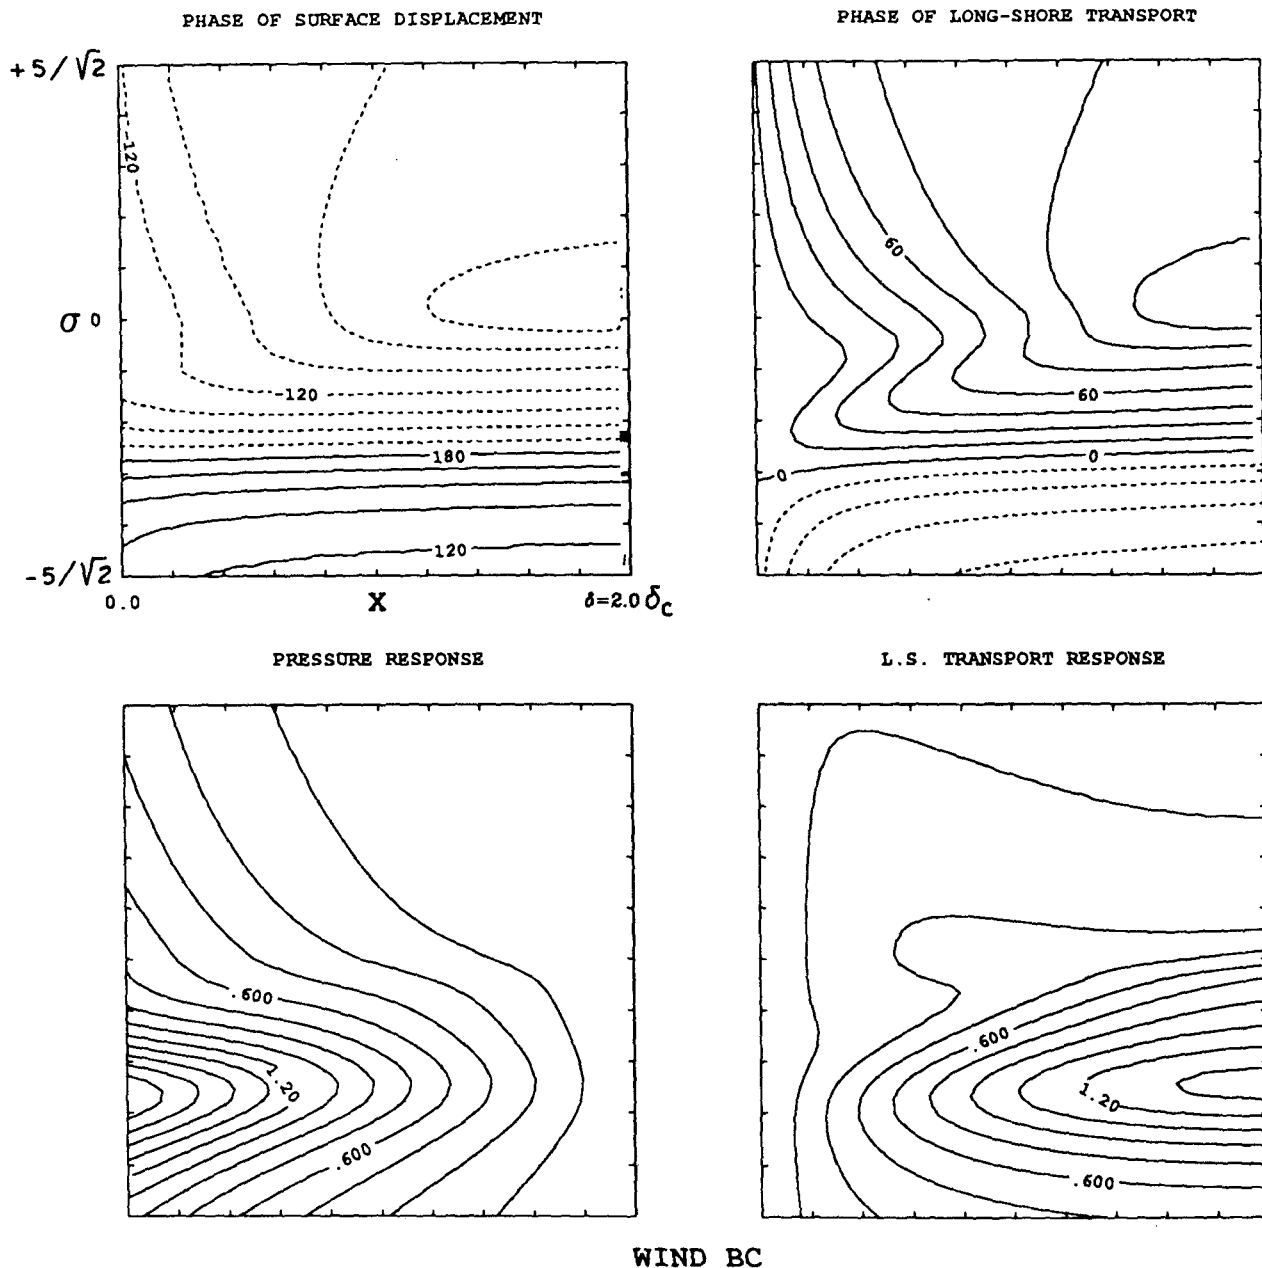 PHASE OF SURFACE DISPLACEMENT
PHASE OF LONG-SHORE TRANSPORT
+5/√2
-120
60
σ 0
-120
60
180
0
0
120
-5/√2
0.0
X
δ=2.0 δc
PRESSURE RESPONSE
L.S. TRANSPORT RESPONSE
.600
.600
1.20
1.20
.600
.600
WIND BC